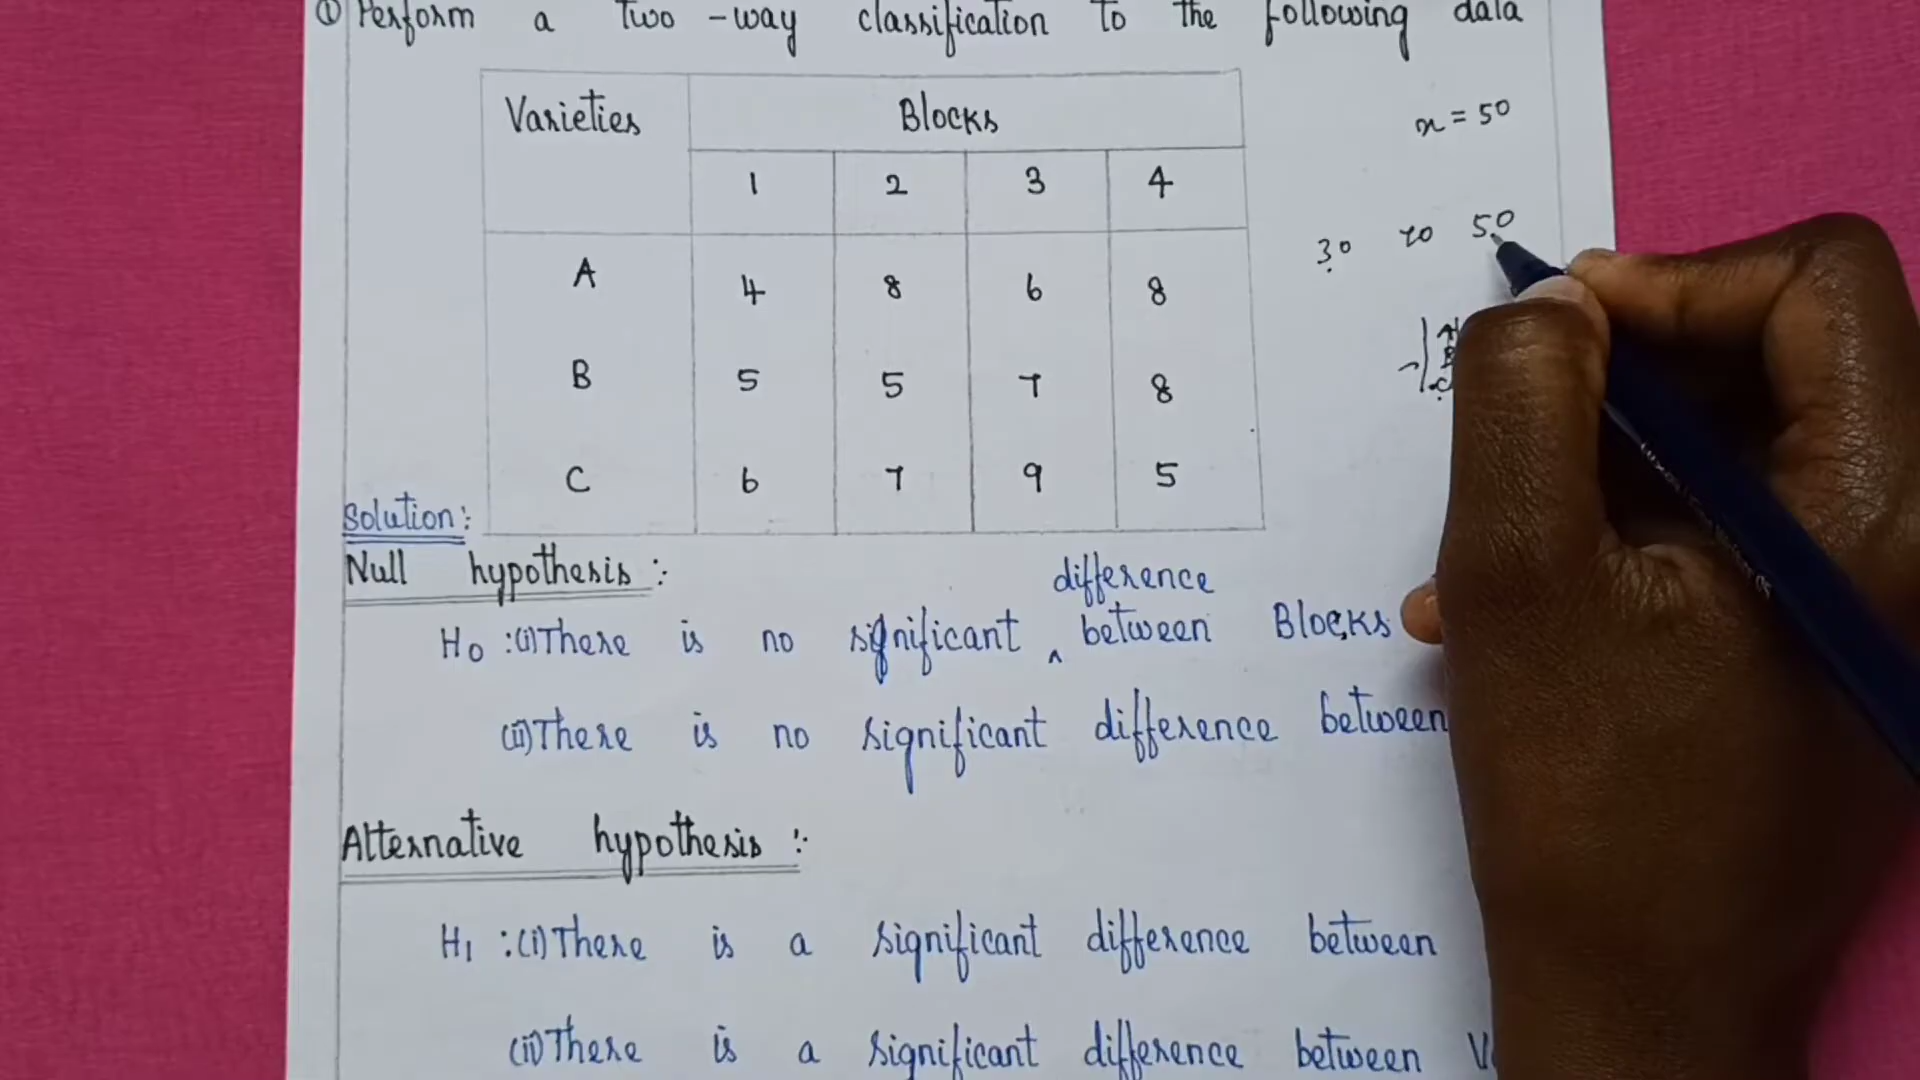 ① Perform a two-way classification to the following data
Varieties Blocks
1 2 3 4
A 4 8 6 8
B 5 5 7 8
C 6 7 9 5
n = 50
30 to 50
A
B
C
Solution:
Null hypothesis:
difference
H0 :(i) There is no significant ^ between Blocks
(ii) There is no significant difference between
Alternative hypothesis :
H1 :(i) There is a significant difference between
(ii) There is a significant difference between